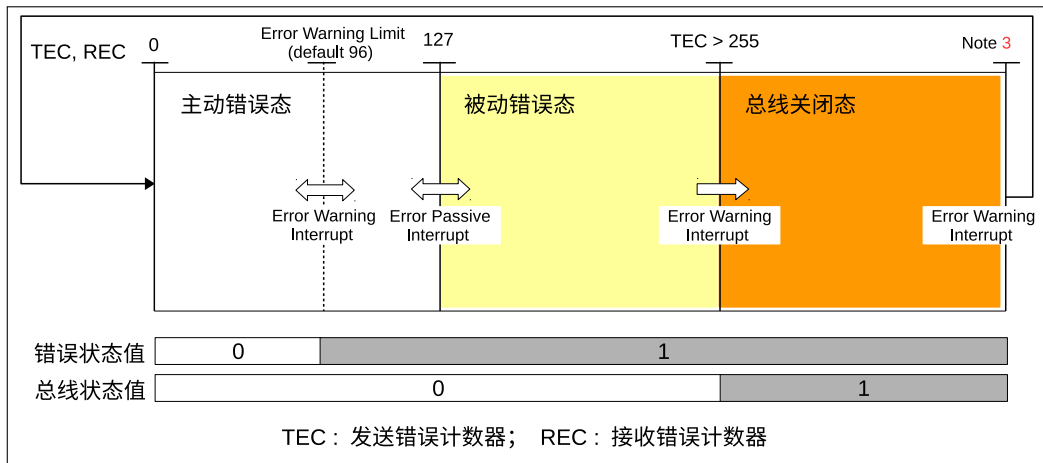 TEC, REC
0
Error Warning Limit
(default 96)
127
TEC > 255
Note 3
主动错误态
被动错误态
总线关闭态
Error Warning
Interrupt
Error Passive
Interrupt
Error Warning
Interrupt
Error Warning
Interrupt
错误状态值
0
1
总线状态值
0
1
TEC : 发送错误计数器； REC : 接收错误计数器